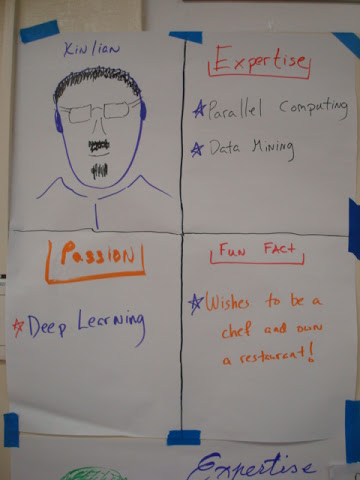 Xinlian
Expertise
Parallel Computing
Data Mining
Passion
Deep Learning
Fun Fact
Wishes to be a
chef and own
a restaurant!
Expertise